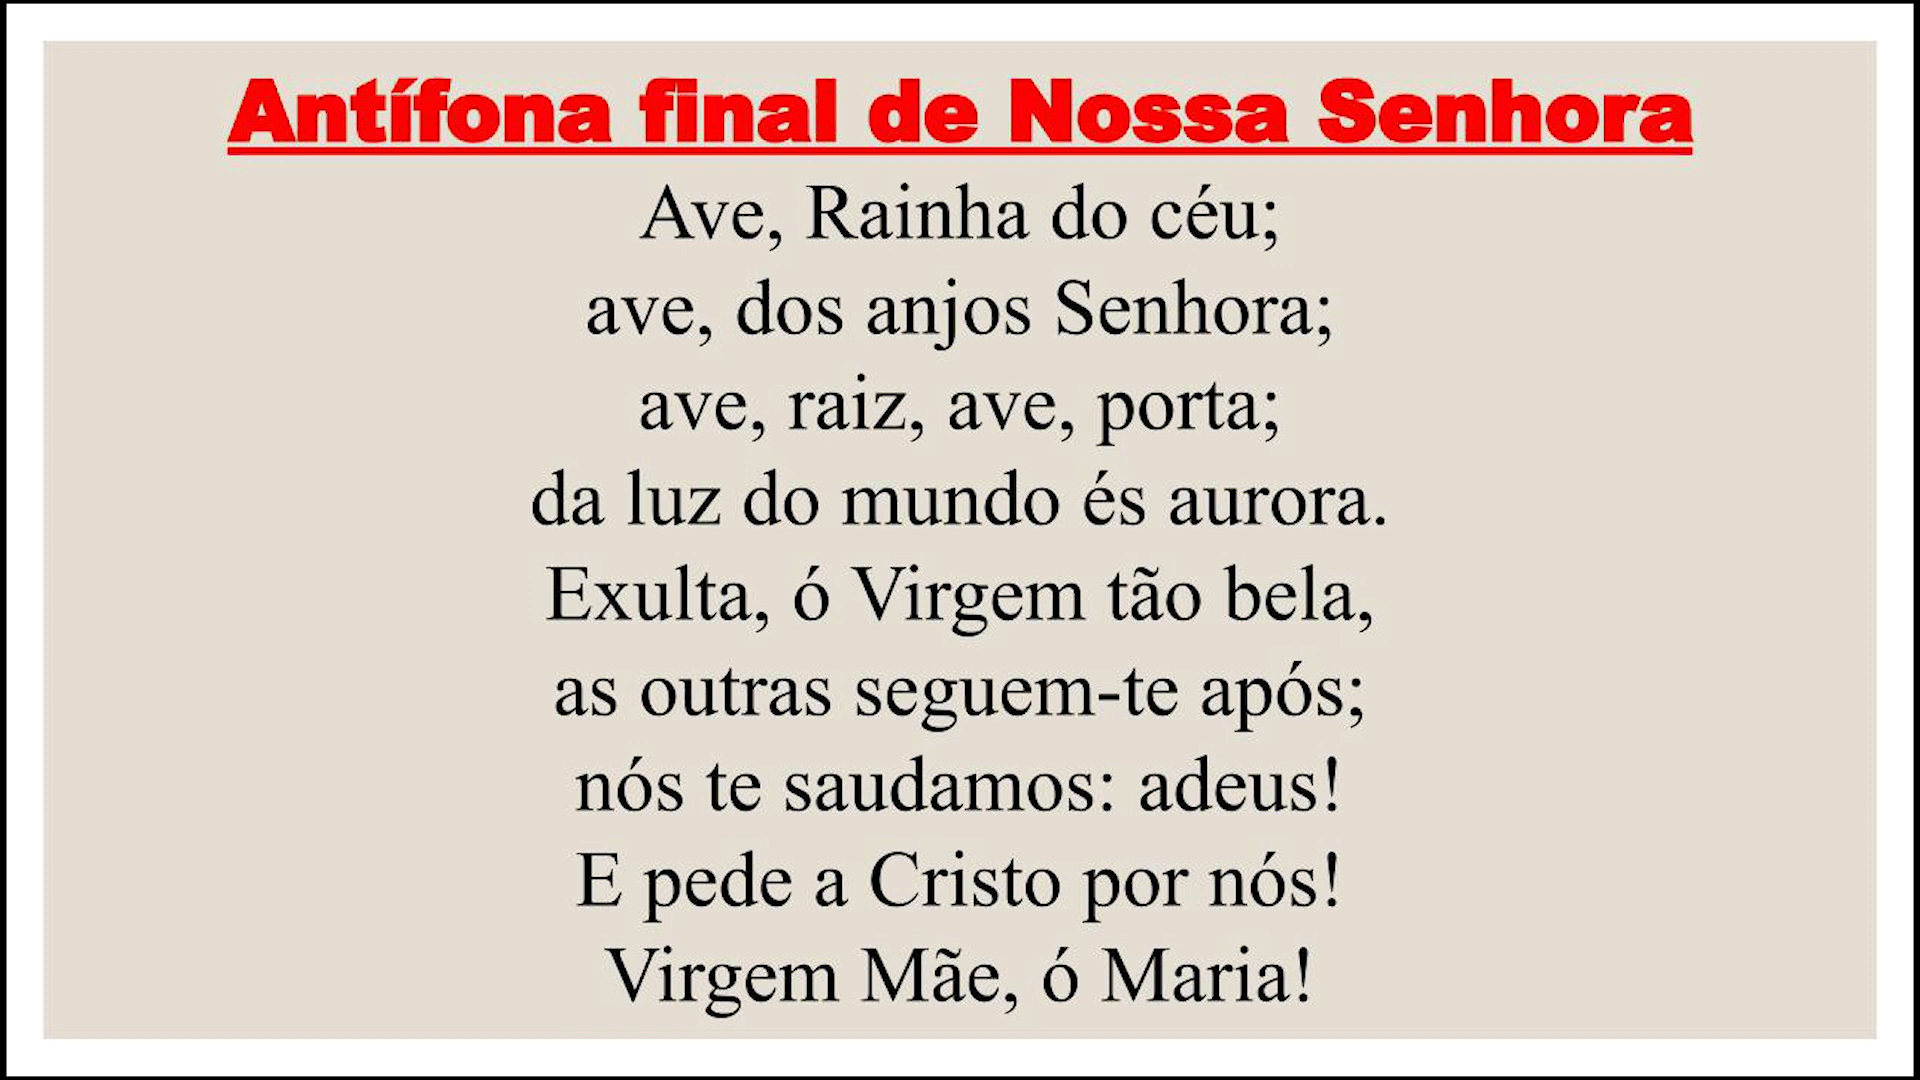 Antífona final de Nossa Senhora
Ave, Rainha do céu;
ave, dos anjos Senhora;
ave, raiz, ave, porta;
da luz do mundo és aurora.
Exulta, ó Virgem tão bela,
as outras seguem-te após;
nós te saudamos: adeus!
E pede a Cristo por nós!
Virgem Mãe, ó Maria!